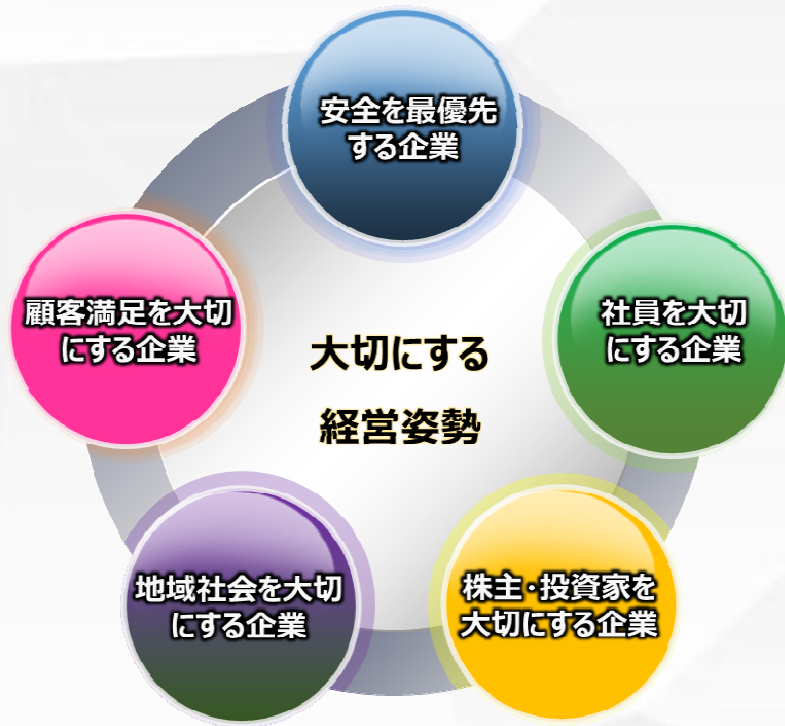 安全を最優先
する企業
社員を大切
にする企業
株主・投資家を
大切にする企業
地域社会を大切
にする企業
顧客満足を大切
にする企業
大切にする
経営姿勢